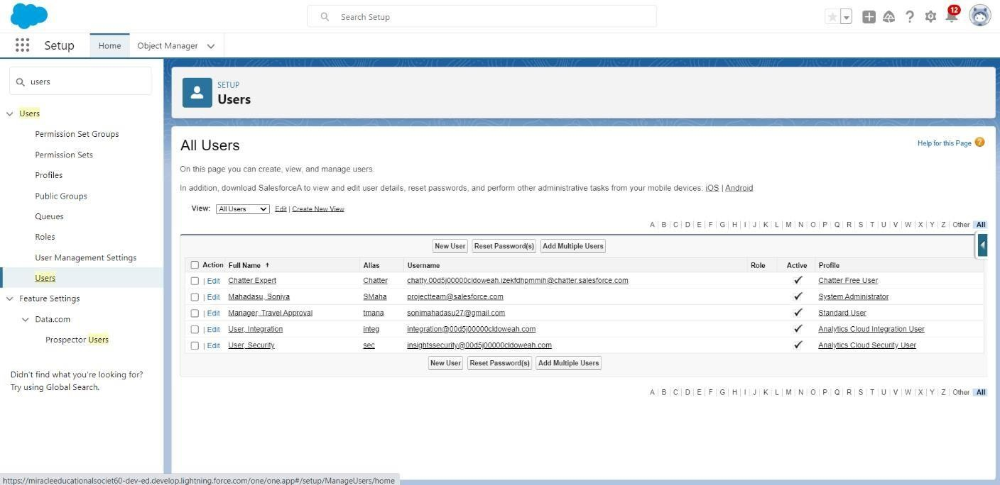 Search Setup
12
Setup
Home
Object Manager
users
Users
Permission Set Groups
Permission Sets
Profiles
Public Groups
Queues
Roles
User Management Settings
Users
Feature Settings
Data.com
Prospector Users
Didn't find what you're looking for?
Try using Global Search.
SETUP
Users
All Users
Help for this Page ?
On this page you can create, view, and manage users.
In addition, download SalesforceA to view and edit user details, reset passwords, and perform other administrative tasks from your mobile devices: iOS | Android
View: All Users Edit | Create New View
A | B | C | D | E | F | G | H | I | J | K | L | M | N | O | P | Q | R | S | T | U | V | W | X | Y | Z | Other All
New User Reset Password(s) Add Multiple Users
Action Full Name ↑ Alias Username Role Active Profile
| Edit Chatter Expert Chatter chatty.00d5j00000cldoweah.izekfdhpmmih@chatter.salesforce.com ✓ Chatter Free User
| Edit Mahadasu, Soniya SMaha projectteam@salesforce.com ✓ System Administrator
| Edit Manager, Travel Approval tmana sonimahadasu27@gmail.com ✓ Standard User
| Edit User, Integration integ integration@00d5j00000cldoweah.com ✓ Analytics Cloud Integration User
| Edit User, Security sec insightssecurity@00d5j00000cldoweah.com ✓ Analytics Cloud Security User
New User Reset Password(s) Add Multiple Users
A | B | C | D | E | F | G | H | I | J | K | L | M | N | O | P | Q | R | S | T | U | V | W | X | Y | Z | Other All
https://miracleeducationalsociet60-dev-ed.develop.lightning.force.com/one/one.app#/setup/ManageUsers/home